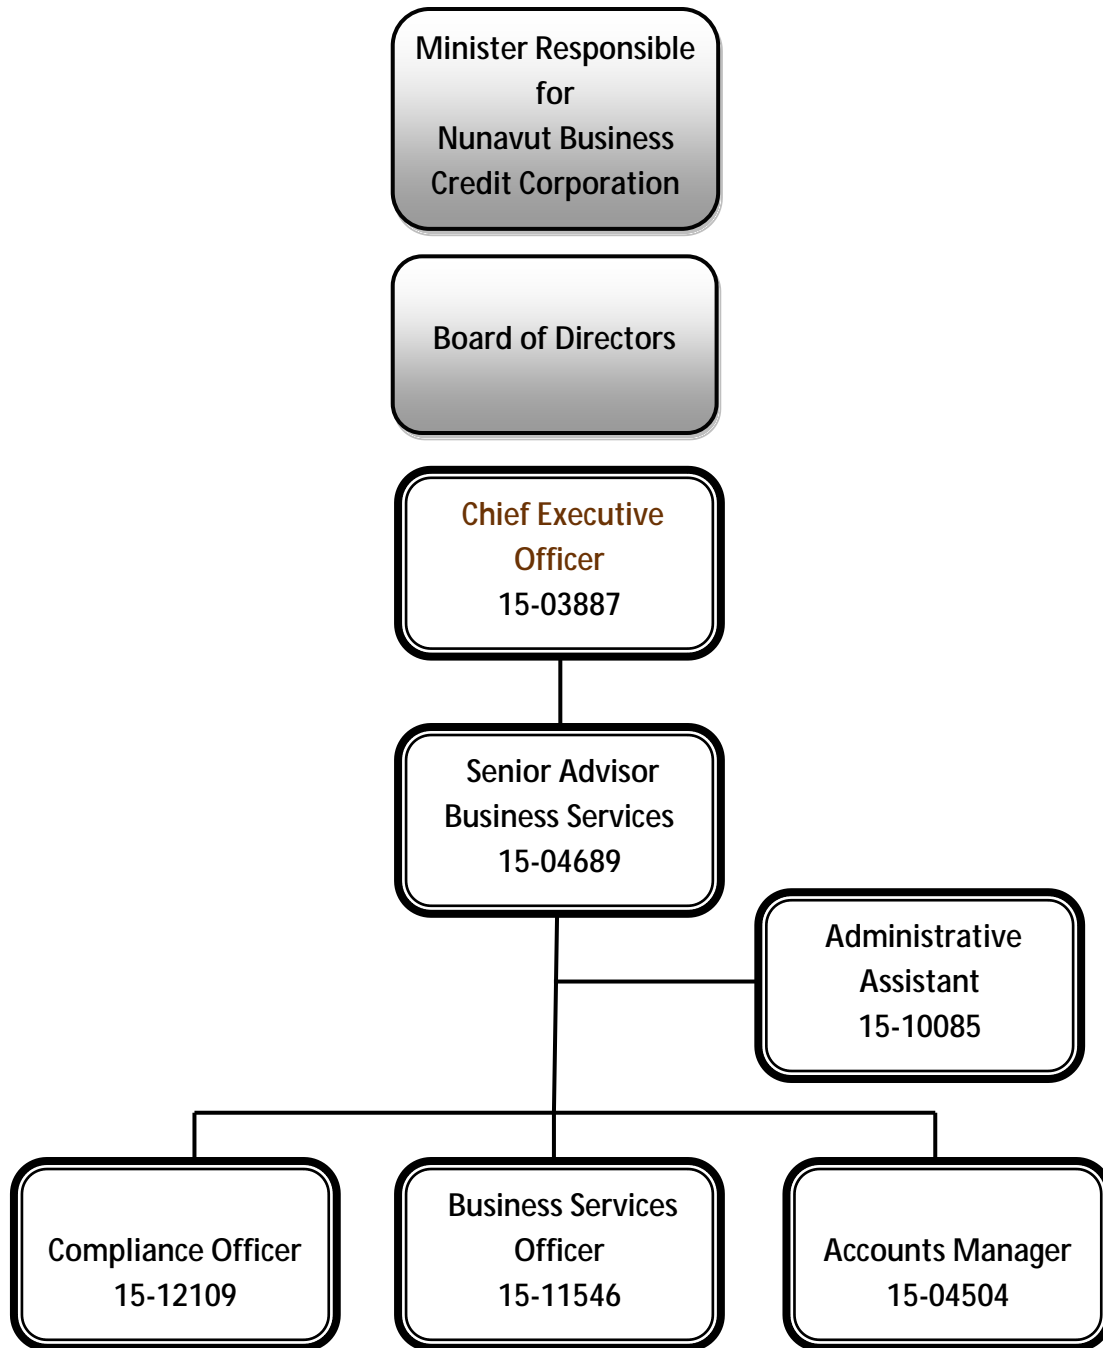 Minister Responsible
for
Nunavut Business
Credit Corporation
Board of Directors
Chief Executive
Officer
15-03887
Senior Advisor
Business Services
15-04689
Administrative
Assistant
15-10085
Compliance Officer
15-12109
Business Services
Officer
15-11546
Accounts Manager
15-04504